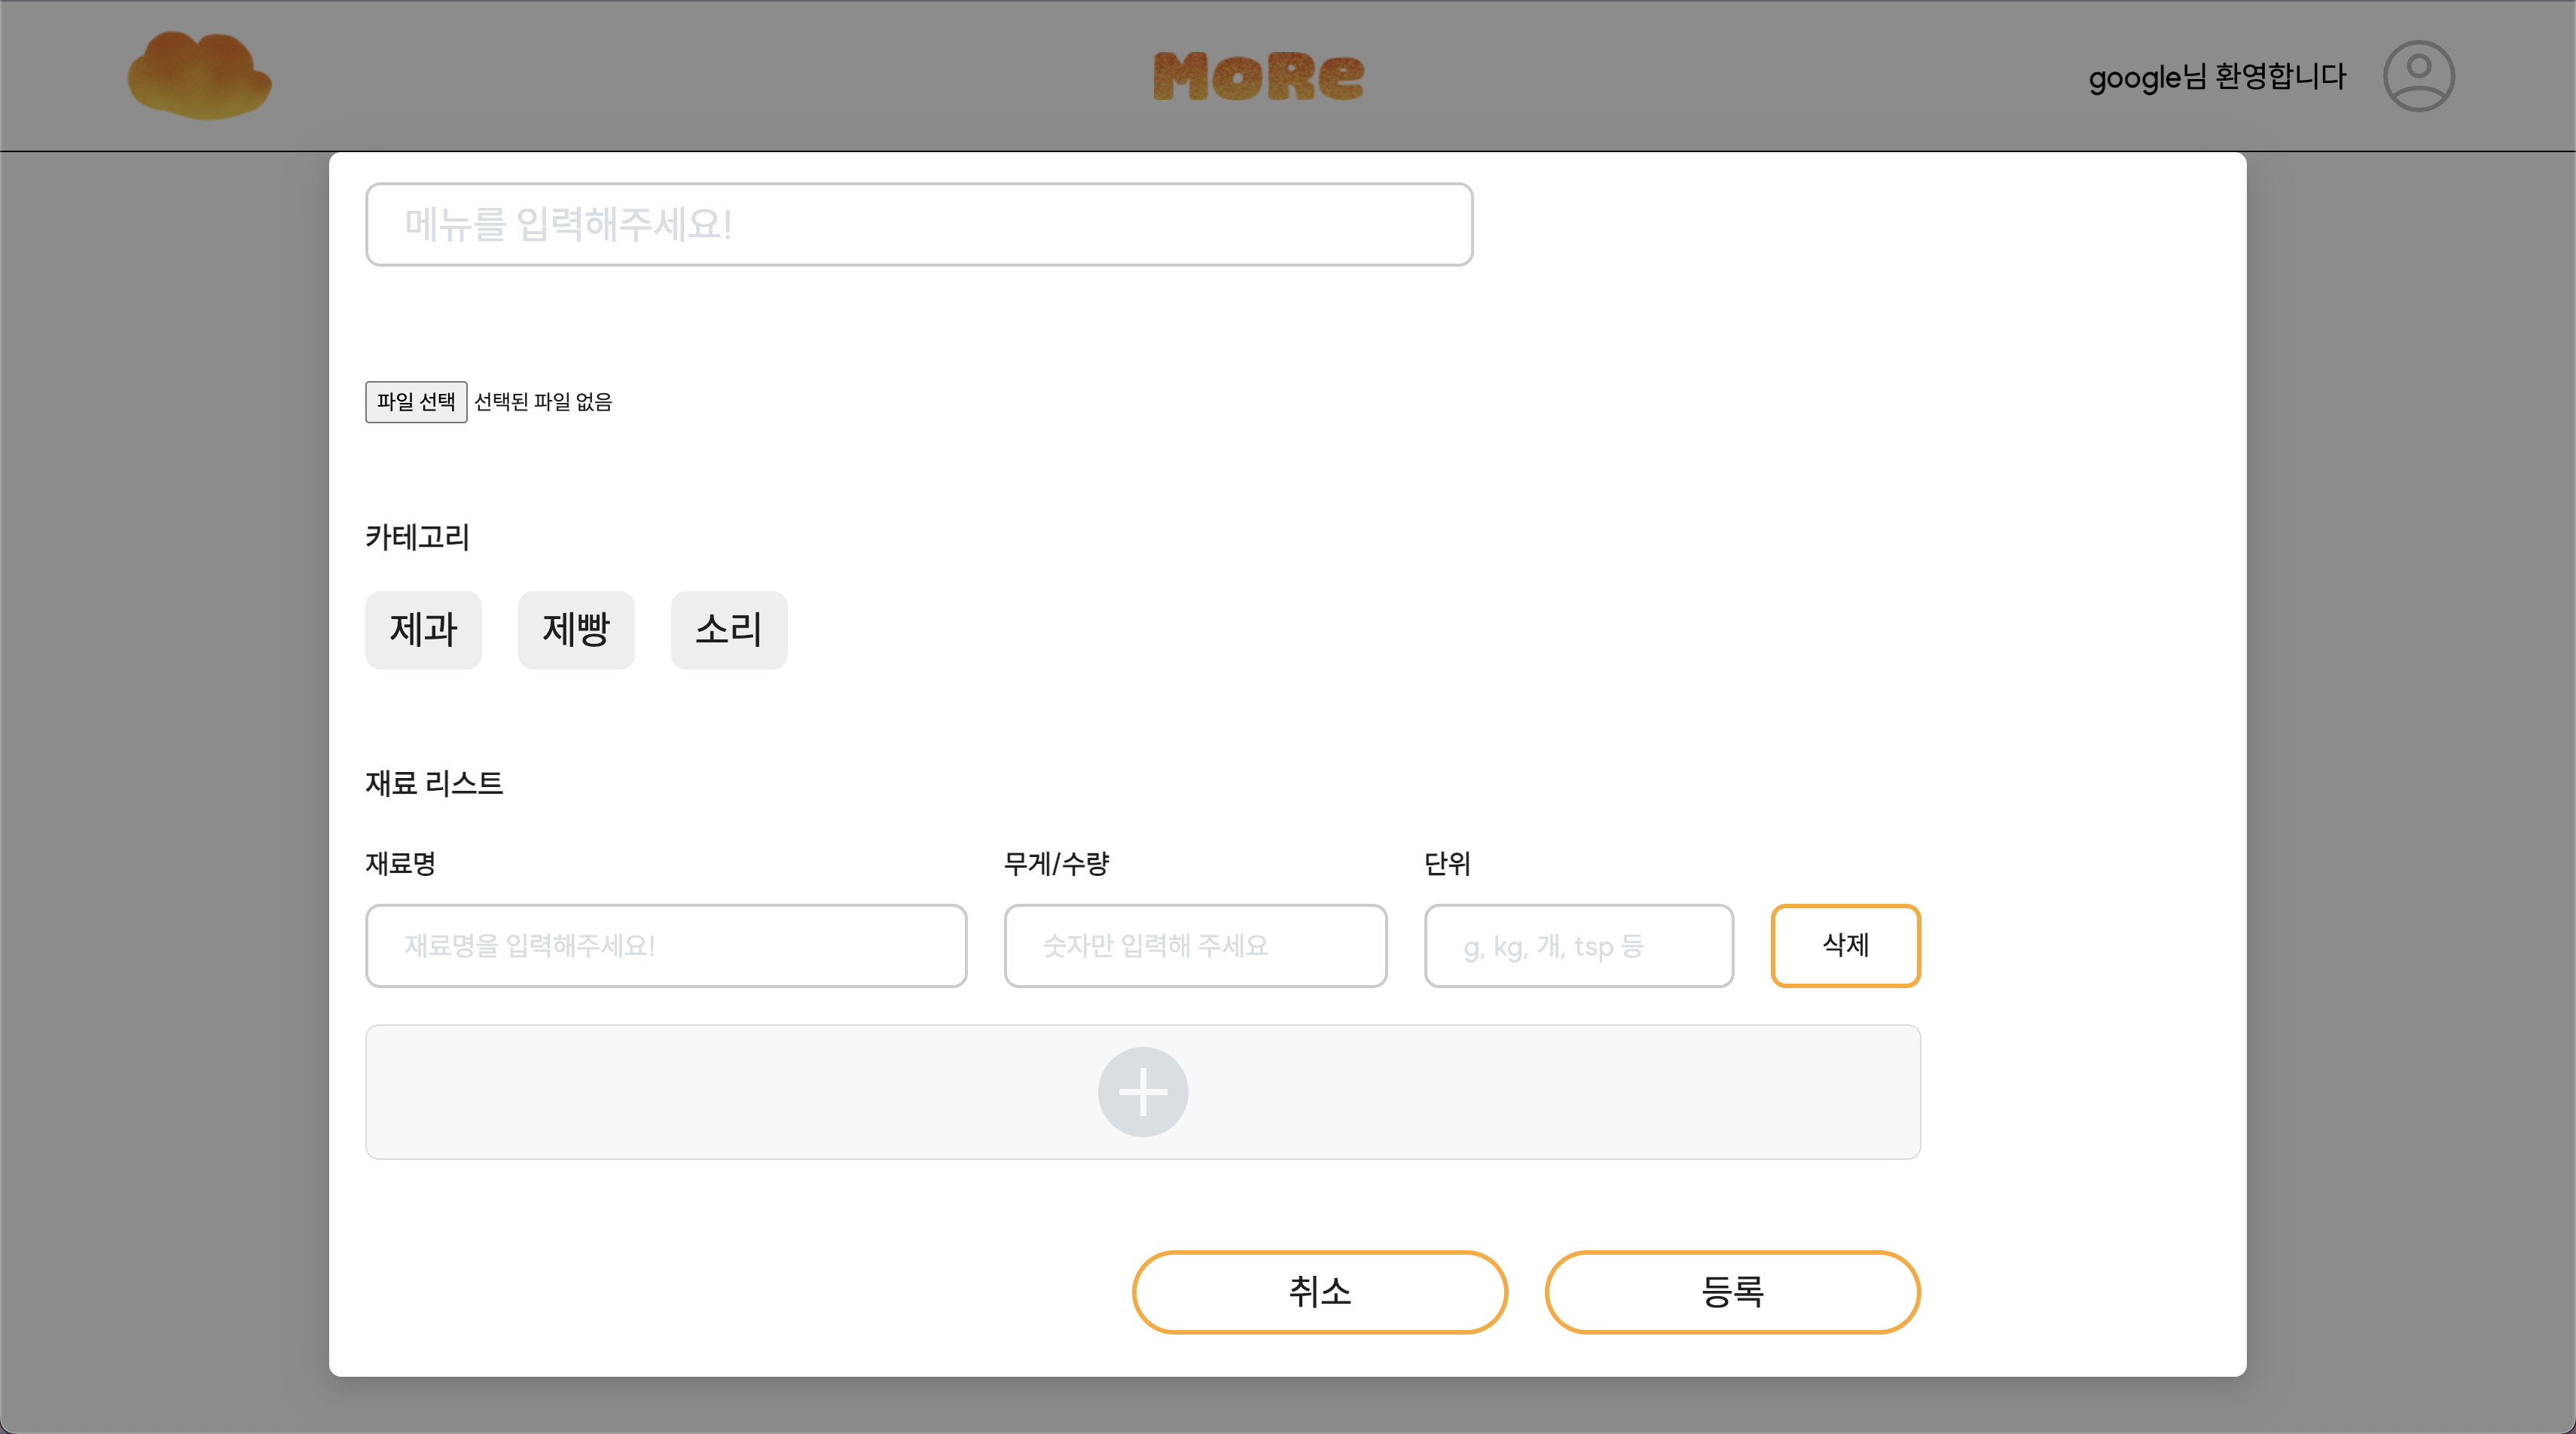 MoRe
google님 환영합니다
메뉴를 입력해주세요!
파일 선택 선택된 파일 없음
카테고리
제과 제빵 소리
재료 리스트
재료명 무게/수량 단위
재료명을 입력해주세요! 숫자만 입력해 주세요 g, kg, 개, tsp 등 삭제
취소 등록